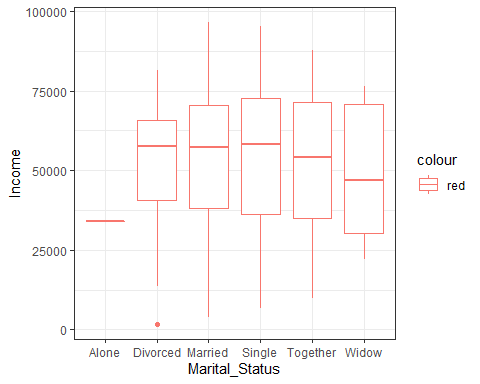 100000
75000
50000
25000
0
Income
Alone Divorced Married Single Together Widow
Marital_Status
colour
red